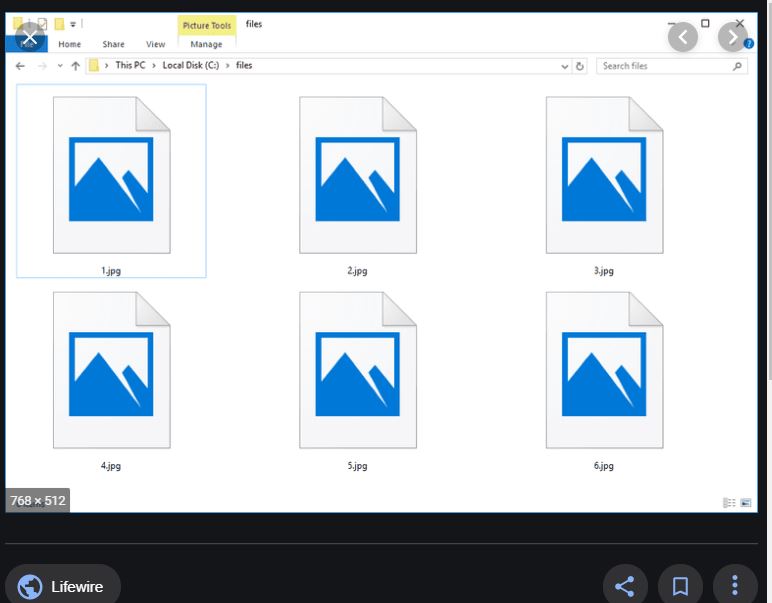 Picture Tools files
File Home Share View Manage
This PC Local Disk (C:) files Search files
1.jpg 2.jpg 3.jpg
4.jpg 5.jpg 6.jpg
768 × 512
Lifewire